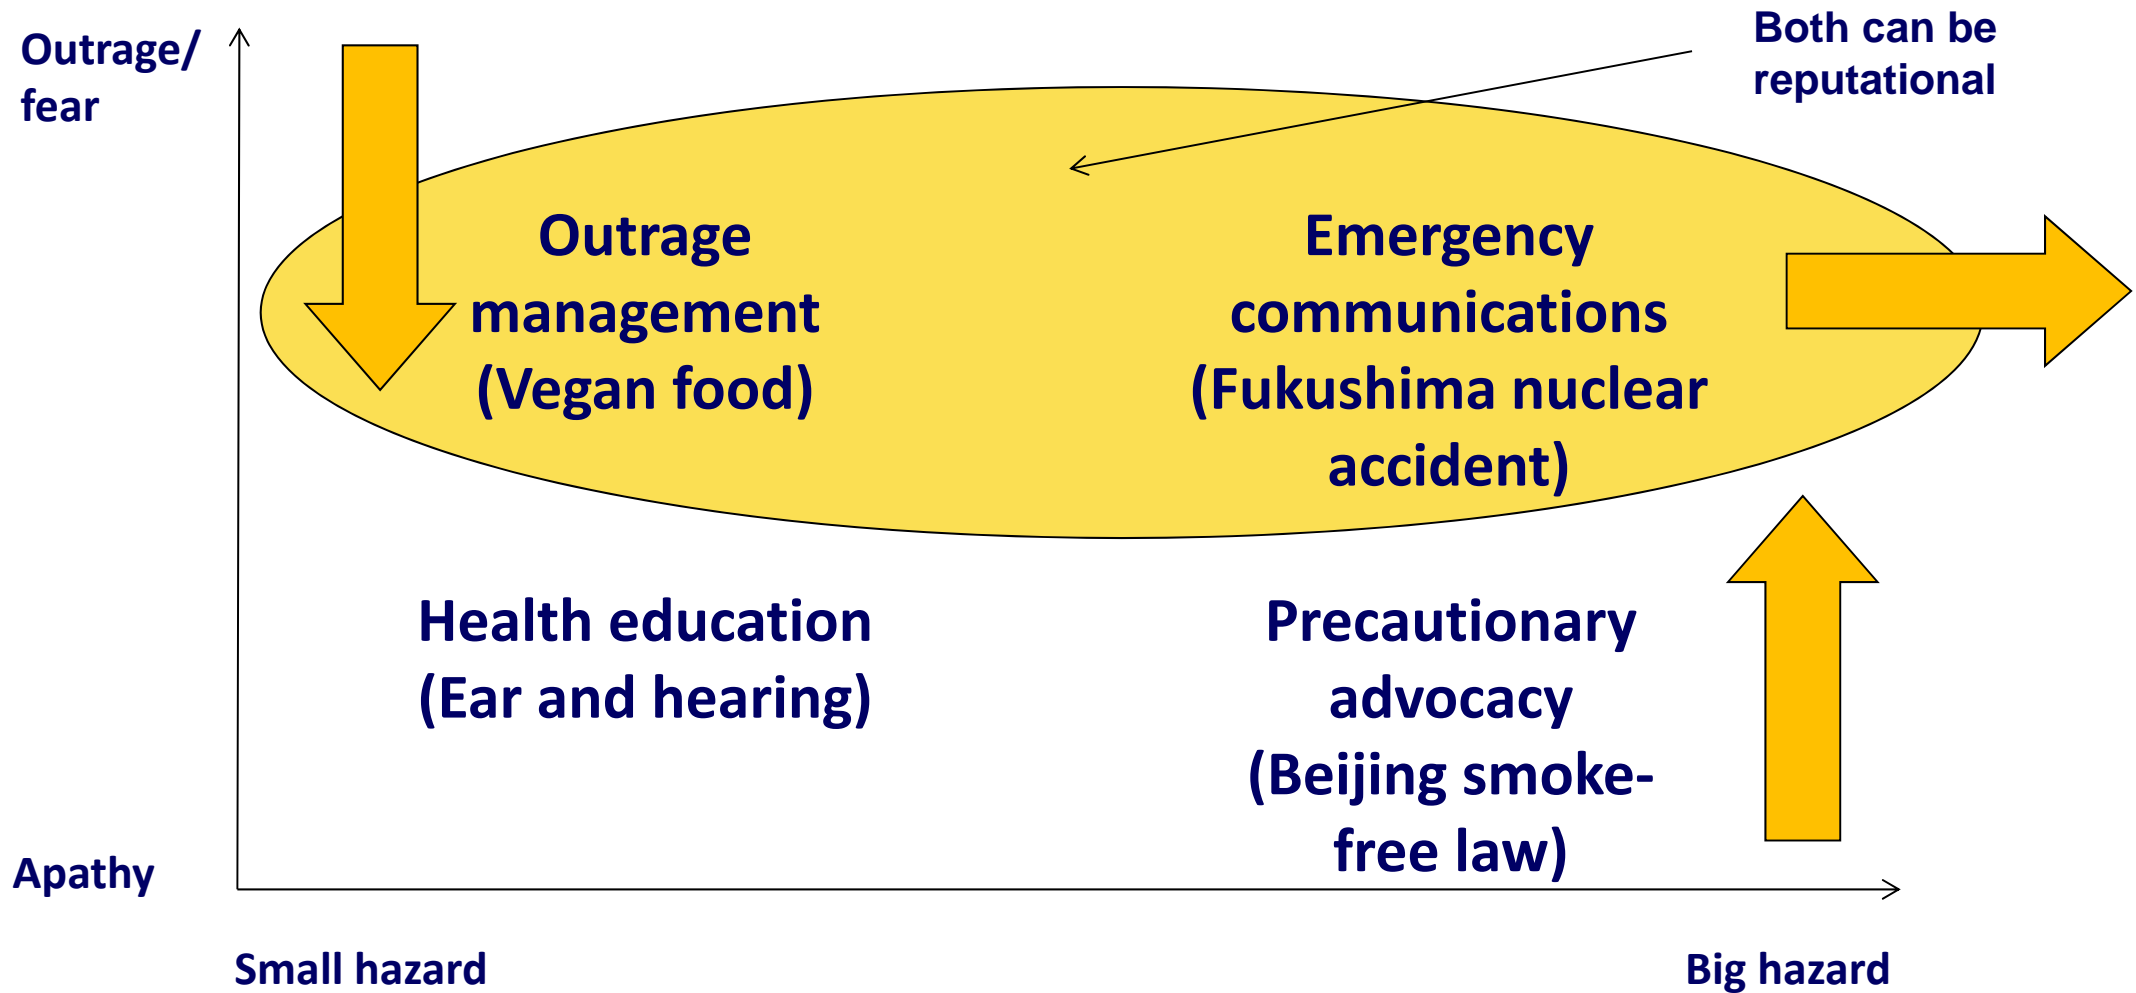 Outrage/
fear
Both can be
reputational
Outrage
management
(Vegan food)
Emergency
communications
(Fukushima nuclear
accident)
Health education
(Ear and hearing)
Precautionary
advocacy
(Beijing smoke-
free law)
Apathy
Small hazard
Big hazard